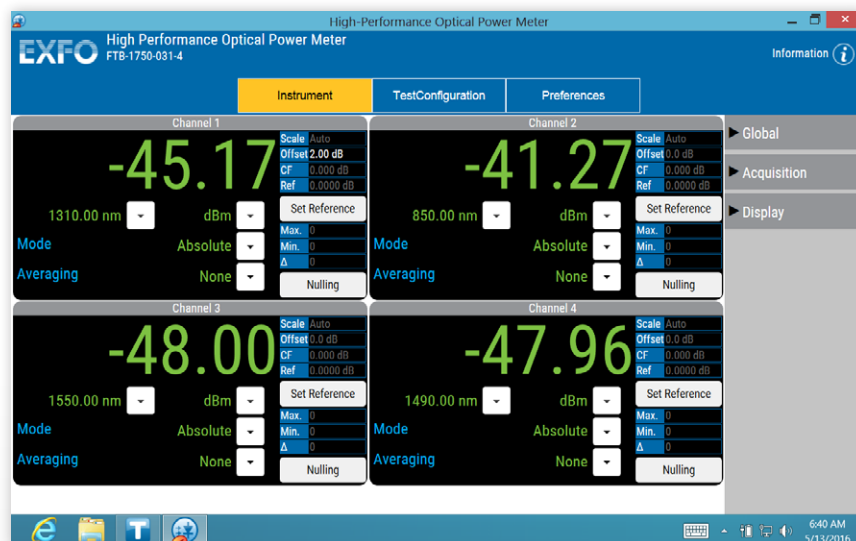 High-Performance Optical Power Meter
EXFO
High Performance Optical Power Meter
FTB-1750-031-4
Information i
Instrument TestConfiguration Preferences
Channel 1
-45.17
Scale Auto
Offset 2.00 dB
CF 0.000 dB
Ref 0.0000 dB
1310.00 nm dBm
Set Reference
Mode Absolute
Max. 0
Min. 0
Δ 0
Averaging None
Nulling
Channel 2
-41.27
Scale Auto
Offset 0.0 dB
CF 0.000 dB
Ref 0.0000 dB
850.00 nm dBm
Set Reference
Mode Absolute
Max. 0
Min. 0
Δ 0
Averaging None
Nulling
Global
Acquisition
Display
Channel 3
-48.00
Scale Auto
Offset 0.0 dB
CF 0.000 dB
Ref 0.0000 dB
1550.00 nm dBm
Set Reference
Mode Absolute
Max. 0
Min. 0
Δ 0
Averaging None
Nulling
Channel 4
-47.96
Scale Auto
Offset 0.0 dB
CF 0.000 dB
Ref 0.0000 dB
1490.00 nm dBm
Set Reference
Mode Absolute
Max. 0
Min. 0
Δ 0
Averaging None
Nulling
T
6:40 AM
5/13/2016